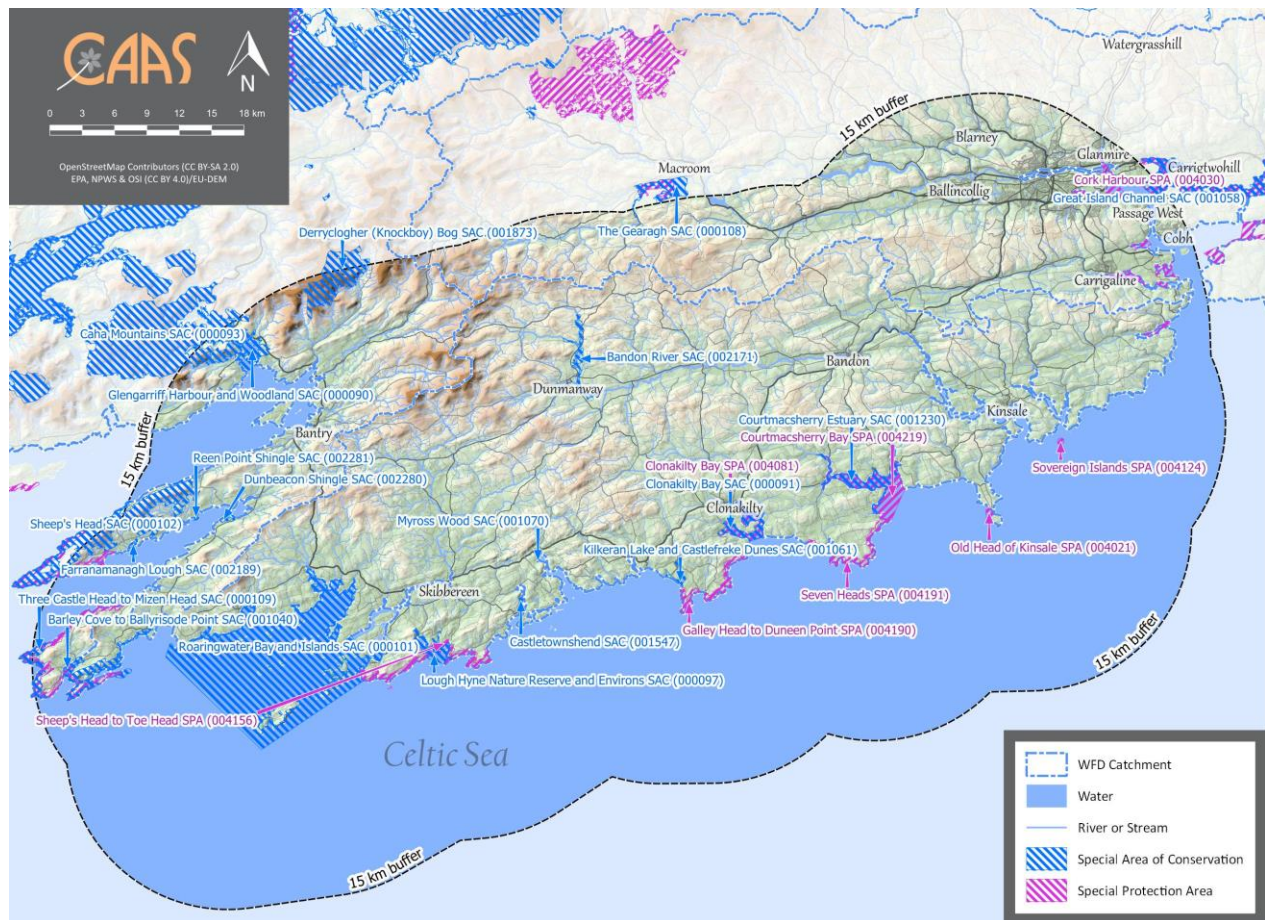 CAAS
N
0 3 6 9 12 15 18 km
OpenStreetMap Contributors (CC BY-SA 2.0)
EPA, NPWS & OSI (CC BY 4.0)/EU-DEM
Watergrasshill
15 km buffer
Blarney
Glanmire
Carrigtwohill
Macroom
Cork Harbour SPA (004030)
Ballincollig
Great Island Channel SAC (001058)
Passage West
The Gearagh SAC (000108)
Derryclogher (Knockboy) Bog SAC (001873)
Cobh
Carrigaline
Caha Mountains SAC (000093)
Bandon River SAC (002171)
Bandon
Dunmanway
Glengarriff Harbour and Woodland SAC (000090)
Kinsale
15 km buffer
Bantry
Courtmacsherry Estuary SAC (001230)
Courtmacsherry Bay SPA (004219)
Reen Point Shingle SAC (002281)
Clonakilty Bay SPA (004081)
Sovereign Islands SPA (004124)
Dunbeacon Shingle SAC (002280)
Clonakilty Bay SAC (000091)
Clonakilty
Sheep's Head SAC (000102)
Myross Wood SAC (001070)
Kilkeran Lake and Castlefreke Dunes SAC (001061)
Old Head of Kinsale SPA (004021)
Farranamanagh Lough SAC (002189)
Skibbereen
Seven Heads SPA (004191)
Three Castle Head to Mizen Head SAC (000109)
Barley Cove to Ballyrisode Point SAC (001040)
Galley Head to Duneen Point SPA (004190)
Castletownshend SAC (001547)
Roaringwater Bay and Islands SAC (000101)
15 km buffer
Lough Hyne Nature Reserve and Environs SAC (000097)
Sheep's Head to Toe Head SPA (004156)
Celtic Sea
15 km buffer
WFD Catchment
Water
River or Stream
Special Area of Conservation
Special Protection Area